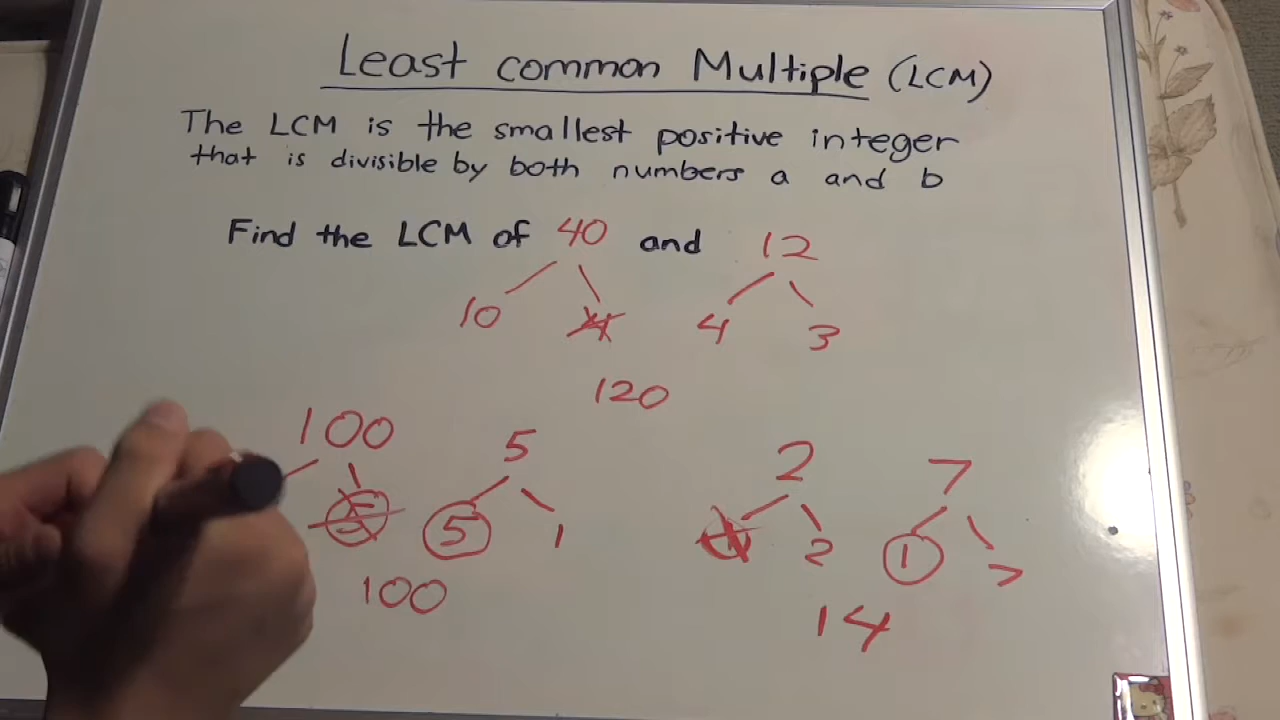 Least common Multiple (LCM)
The LCM is the smallest positive integer
that is divisible by both numbers a and b
Find the LCM of 40 and 12
10 4 4 3
120
100 5 2 7
5 5 1 1 2 1 7
100 14